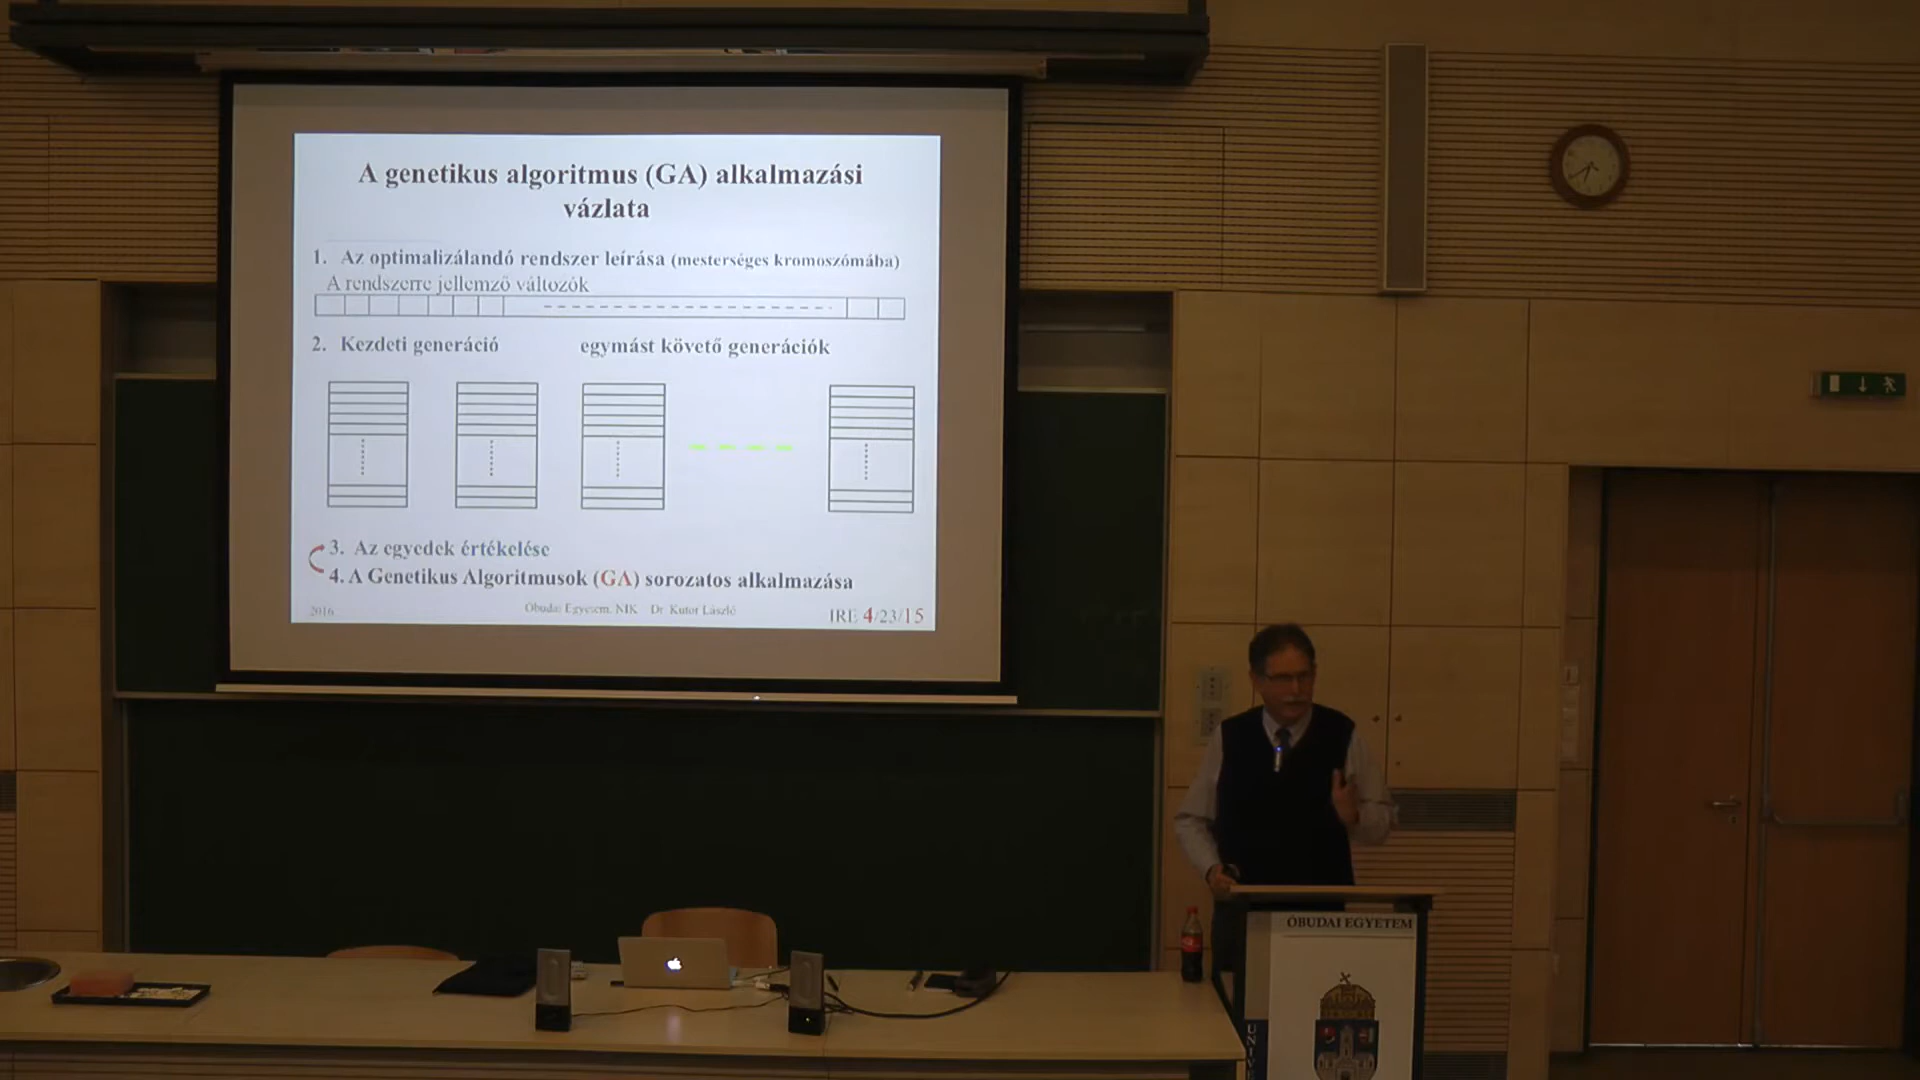 A genetikus algoritmus (GA) alkalmazási
vázlata
1. Az optimalizálandó rendszer leírása (mesterséges kromoszómába)
A rendszerre jellemző változók
2. Kezdeti generáció egymást követő generációk
3. Az egyedek értékelése
4. A Genetikus Algoritmusok (GA) sorozatos alkalmazása
2016 Óbudai Egyetem, NIK Dr. Kutor László IRE 4/23/15
ÓBUDAI EGYETEM